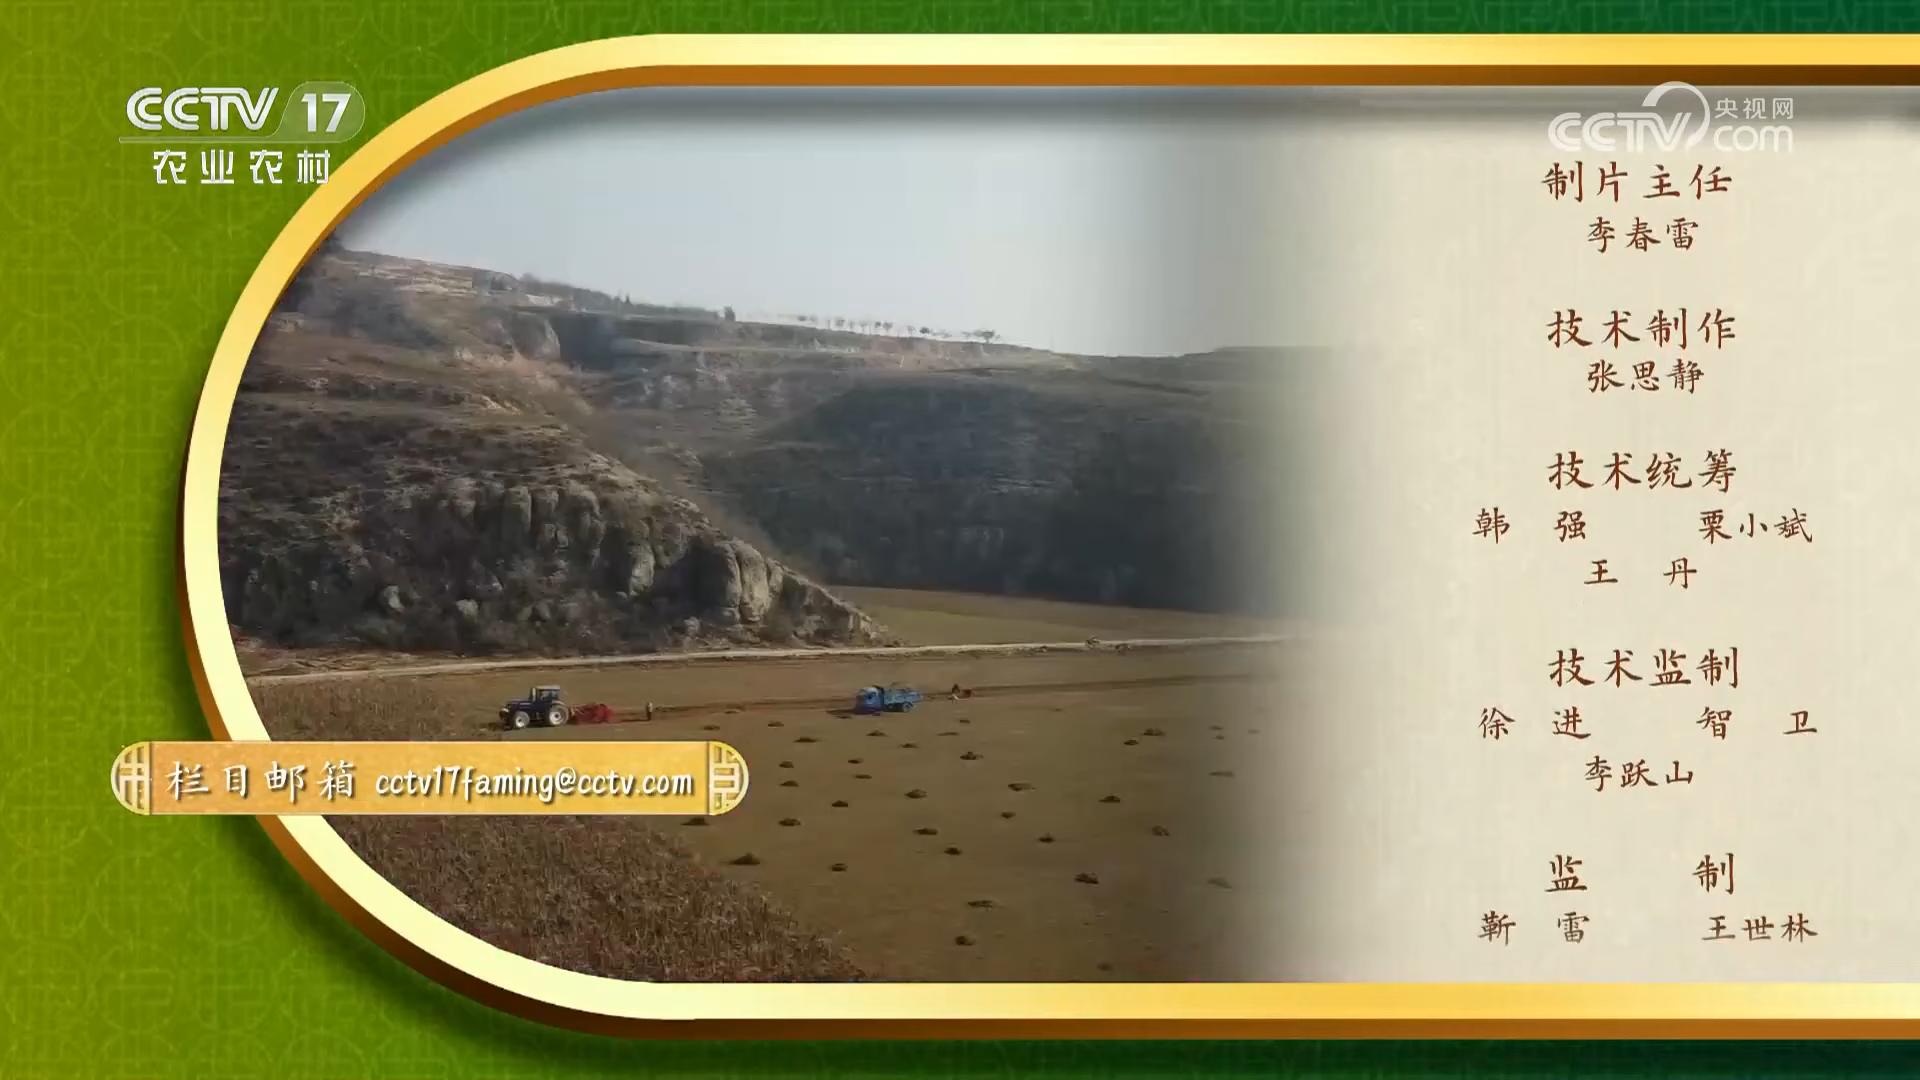 CCTV 17
农业农村
央视网
CCTV.com
制片主任
李春雷
技术制作
张思静
技术统筹
韩 强 栗小斌
王 丹
技术监制
徐 进 智 卫
李跃山
监 制
靳 雷 王世林
栏目邮箱 cctv17faming@cctv.com